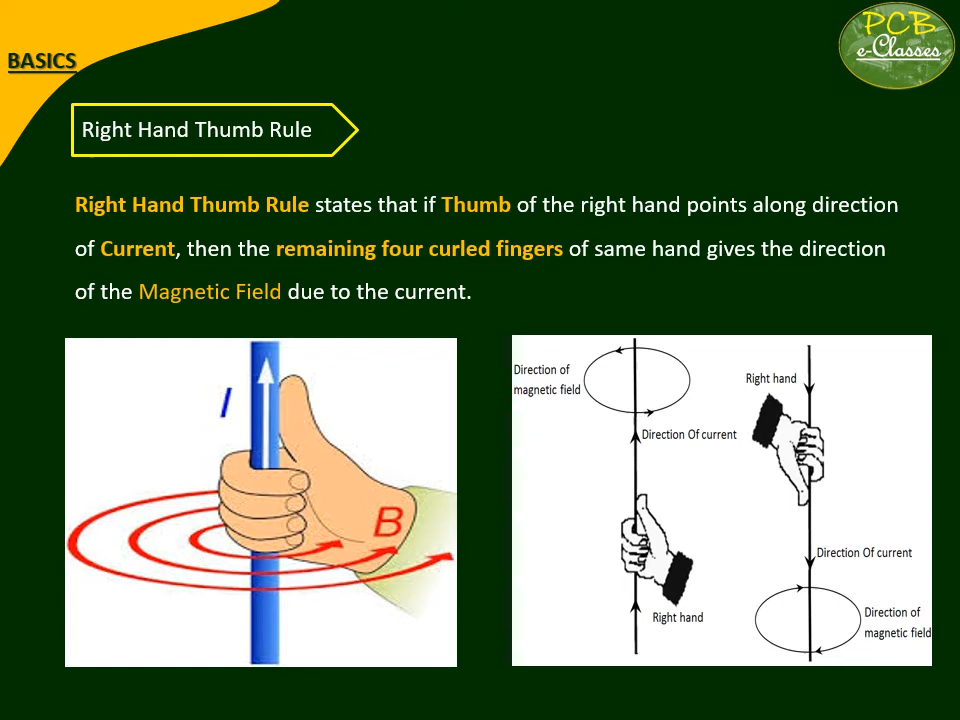 PCB
e-Classes
BASICS
Right Hand Thumb Rule
Right Hand Thumb Rule states that if Thumb of the right hand points along direction
of Current, then the remaining four curled fingers of same hand gives the direction
of the Magnetic Field due to the current.
I
B
Direction of
magnetic field
Direction Of current
Right hand
Right hand
Direction Of current
Direction of
magnetic field